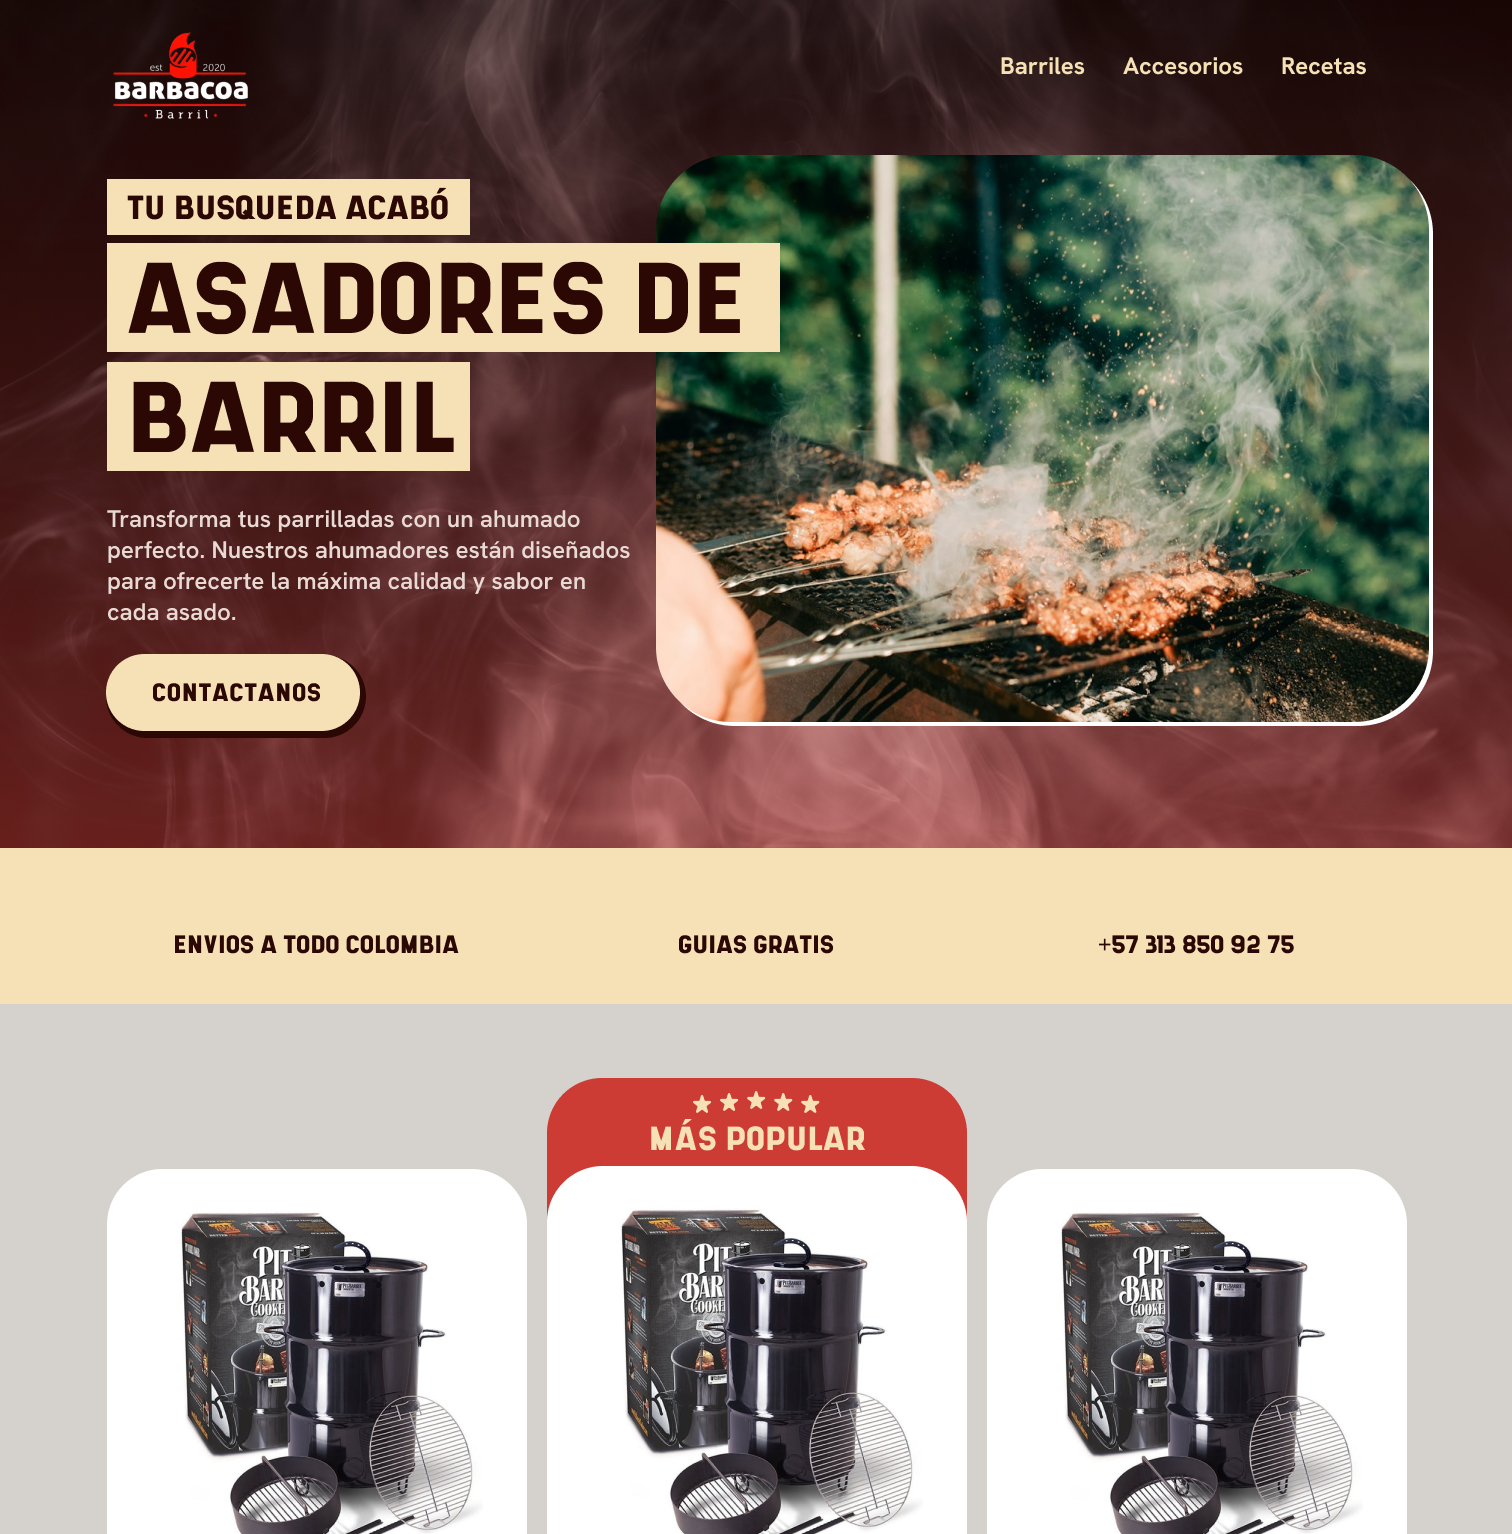 est 2020
BARBACOA
Barril
Barriles Accesorios Recetas
TU BUSQUEDA ACABÓ
ASADORES DE
BARRIL
Transforma tus parrilladas con un ahumado
perfecto. Nuestros ahumadores están diseñados
para ofrecerte la máxima calidad y sabor en
cada asado.
CONTACTANOS
ENVIOS A TODO COLOMBIA
GUIAS GRATIS
+57 313 850 92 75
MÁS POPULAR
PIT
BAR
COOKE
PIT
BAR
COOKE
PIT
BAR
COOKE